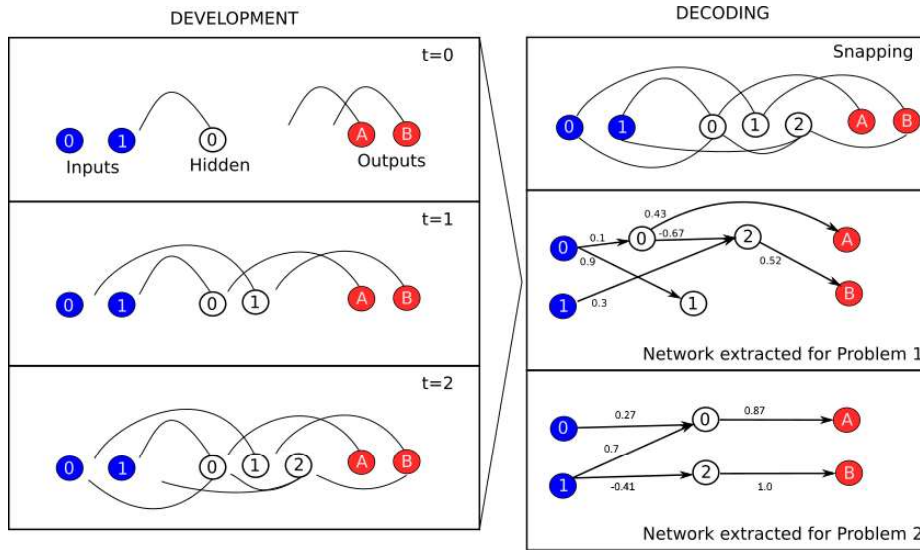 DEVELOPMENT
t=0
0 1 0 A B
Inputs Hidden Outputs
t=1
0 1 0 1 A B
t=2
0 1 0 1 2 A B
DECODING
Snapping
0 1 0 1 2 A B
0.43
0.1 0 -0.67 2 A
0 0.9 0.52
1 0.3 1 B
Network extracted for Problem 1
0 0.27 0 0.87 A
0.7
1 -0.41 2 1.0 B
Network extracted for Problem 2